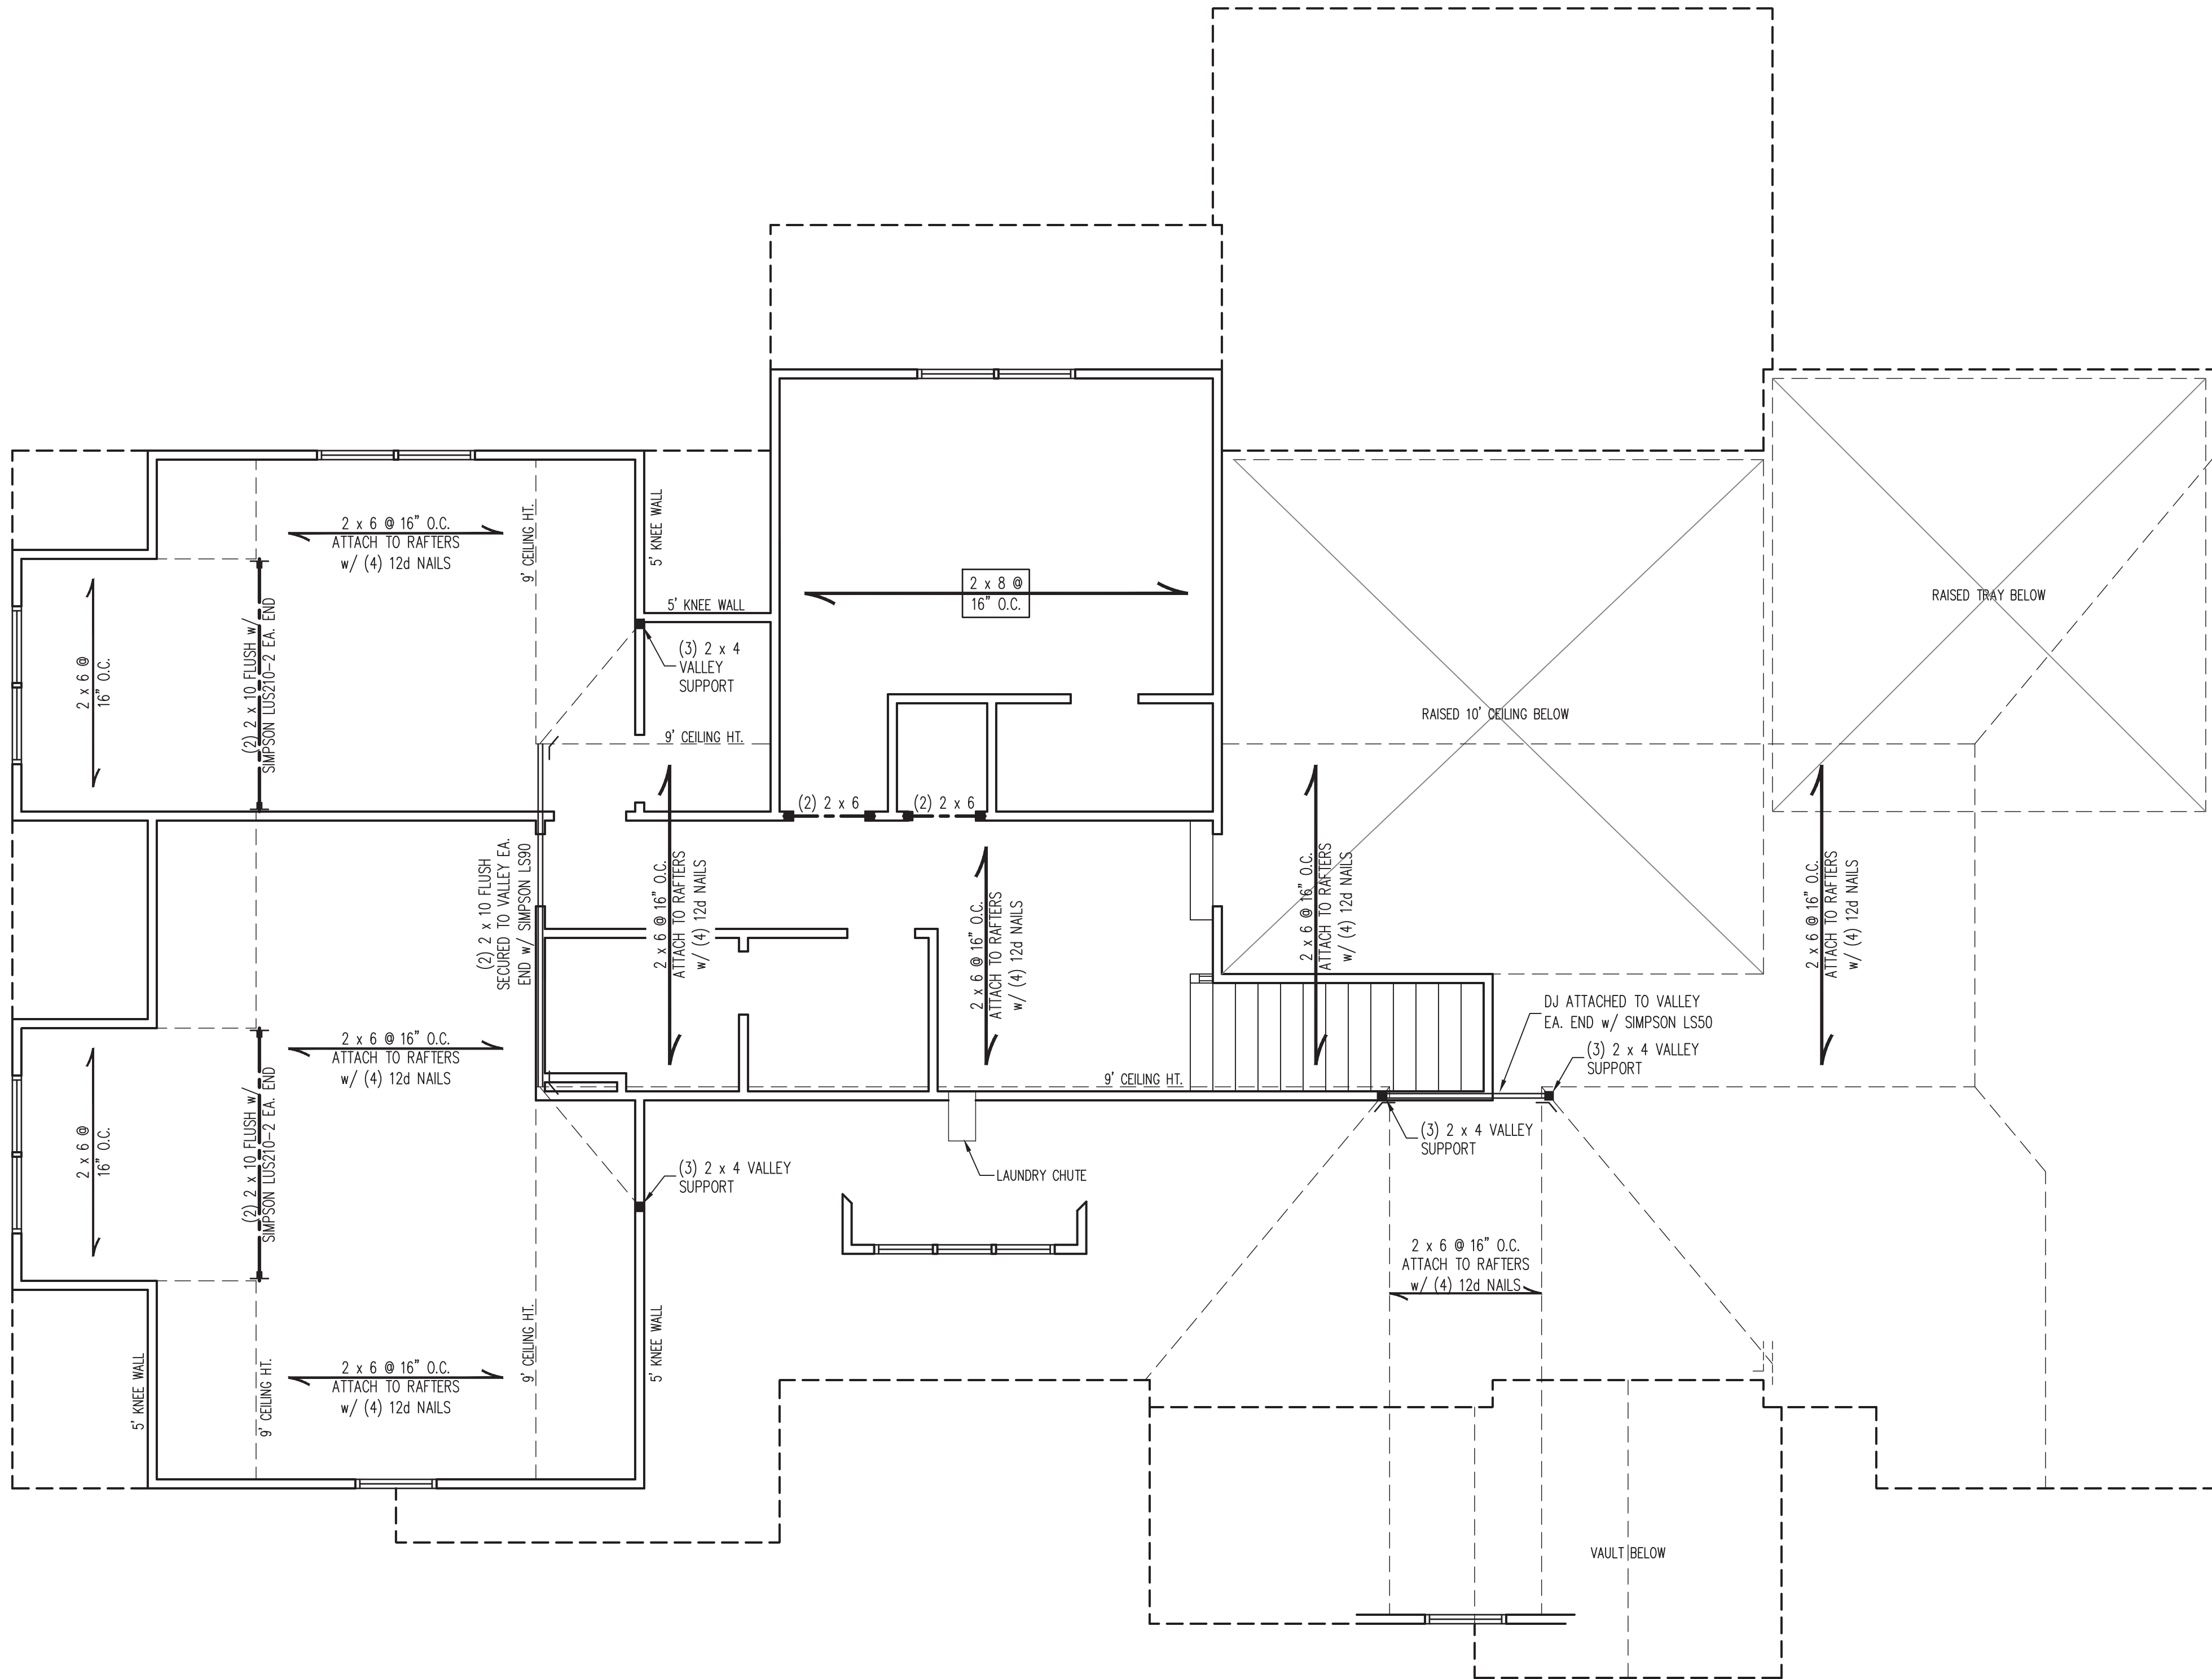 2 x 6 @ 16" O.C.
ATTACH TO RAFTERS
w/ (4) 12d NAILS
9' CEILING HT.
5' KNEE WALL
5' KNEE WALL
(3) 2 x 4
VALLEY
SUPPORT
9' CEILING HT.
2 x 6 @
16" O.C.
(2) 2 x 10 FLUSH w/
SIMPSON LUS210-2 EA. END
2 x 8 @
16" O.C.
RAISED TRAY BELOW
RAISED 10' CEILING BELOW
(2) 2 x 6
(2) 2 x 6
(2) 2 x 10 FLUSH
SECURED TO VALLEY EA.
END w/ SIMPSON LS90
2 x 6 @ 16" O.C.
ATTACH TO RAFTERS
w/ (4) 12d NAILS
2 x 6 @ 16" O.C.
ATTACH TO RAFTERS
w/ (4) 12d NAILS
2 x 6 @ 16" O.C.
ATTACH TO RAFTERS
w/ (4) 12d NAILS
2 x 6 @ 16" O.C.
ATTACH TO RAFTERS
w/ (4) 12d NAILS
DJ ATTACHED TO VALLEY
EA. END w/ SIMPSON LS50
(3) 2 x 4 VALLEY
SUPPORT
2 x 6 @ 16" O.C.
ATTACH TO RAFTERS
w/ (4) 12d NAILS
9' CEILING HT.
2 x 6 @
16" O.C.
(2) 2 x 10 FLUSH w/
SIMPSON LUS210-2 EA. END
(3) 2 x 4 VALLEY
SUPPORT
LAUNDRY CHUTE
(3) 2 x 4 VALLEY
SUPPORT
2 x 6 @ 16" O.C.
ATTACH TO RAFTERS
w/ (4) 12d NAILS
5' KNEE WALL
9' CEILING HT.
2 x 6 @ 16" O.C.
ATTACH TO RAFTERS
w/ (4) 12d NAILS
9' CEILING HT.
5' KNEE WALL
VAULT BELOW